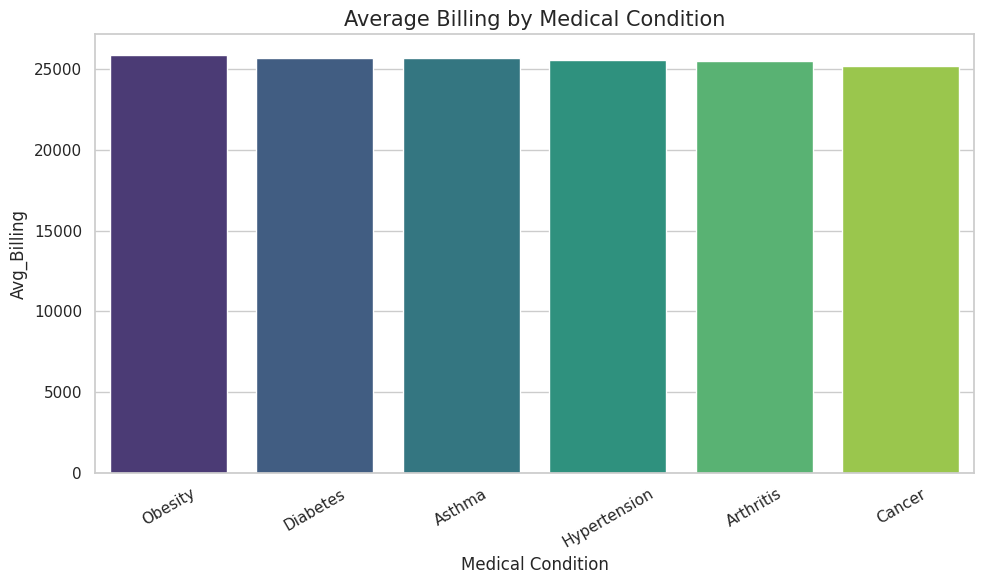 Average Billing by Medical Condition
Avg_Billing
25000
20000
15000
10000
5000
0
Obesity
Diabetes
Asthma
Hypertension
Arthritis
Cancer
Medical Condition